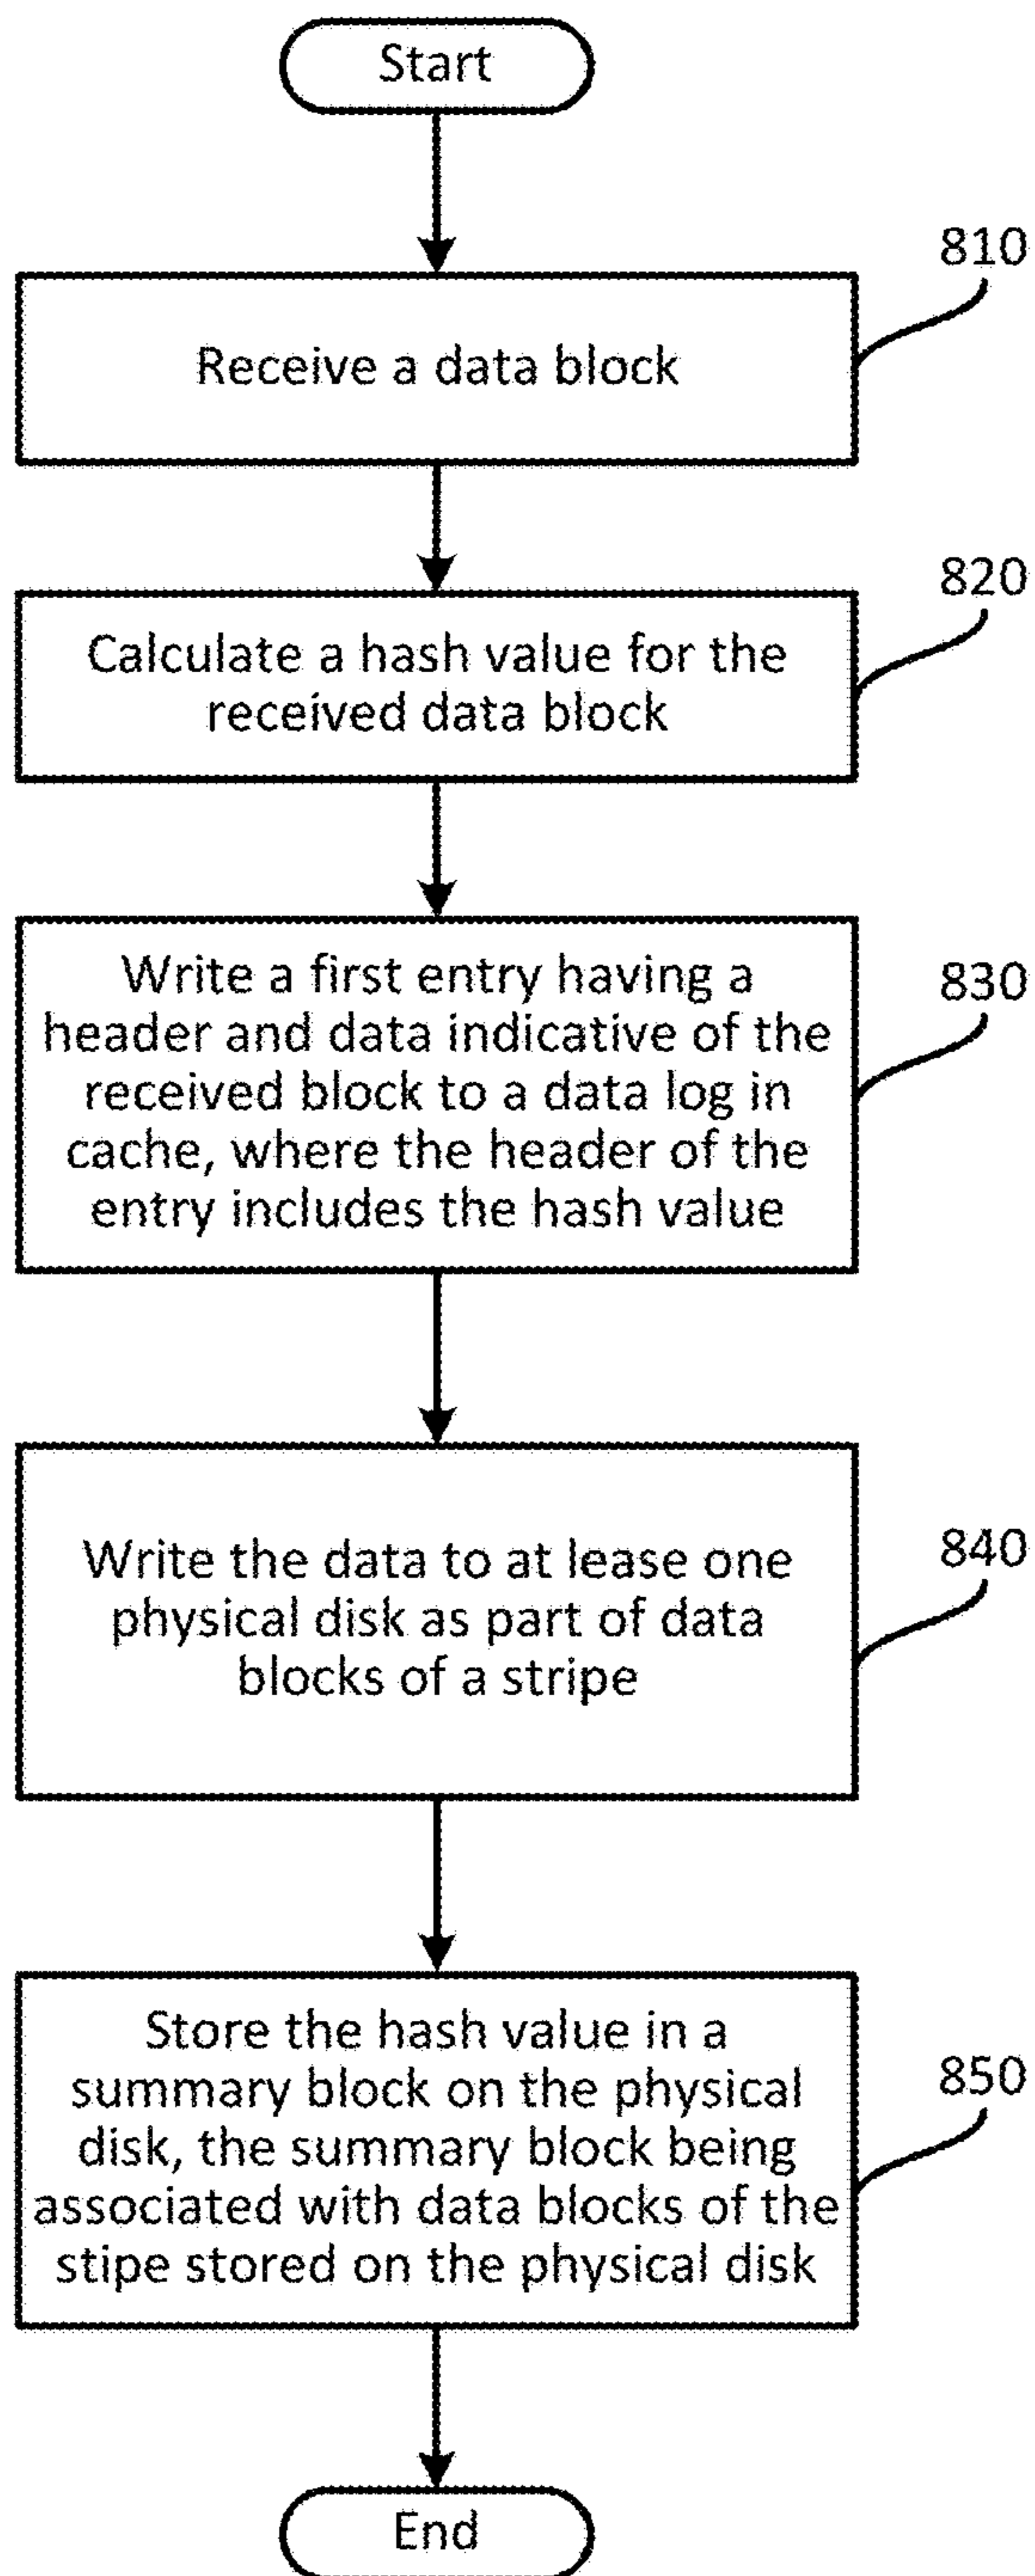 Start
810
Receive a data block
820
Calculate a hash value for the
received data block
Write a first entry having a
830
header and data indicative of the
received block to a data log in
cache, where the header of the
entry includes the hash value
840
Write the data to at lease one
physical disk as part of data
blocks of a stripe
Store the hash value in a
850
summary block on the physical
disk, the summary block being
associated with data blocks of the
stipe stored on the physical disk
End